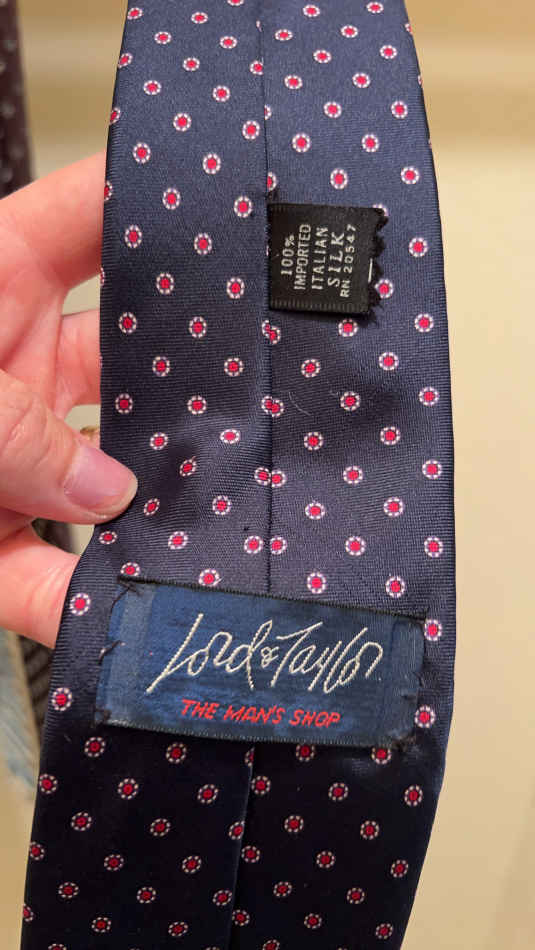 100%
IMPORTED
ITALIAN
SILK
RN 20547
Lord & Taylor
THE MAN'S SHOP